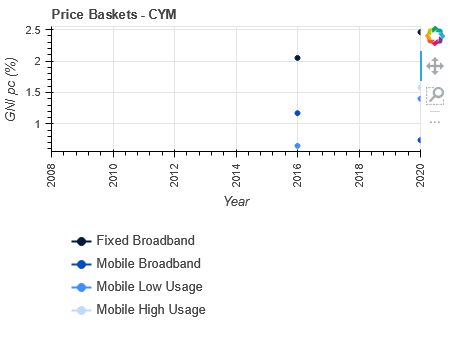 Price Baskets - CYM
2.5
2
1.5
1
GNI pc (%)
2008 2010 2012 2014 2016 2018 2020
Year
Fixed Broadband
Mobile Broadband
Mobile Low Usage
Mobile High Usage